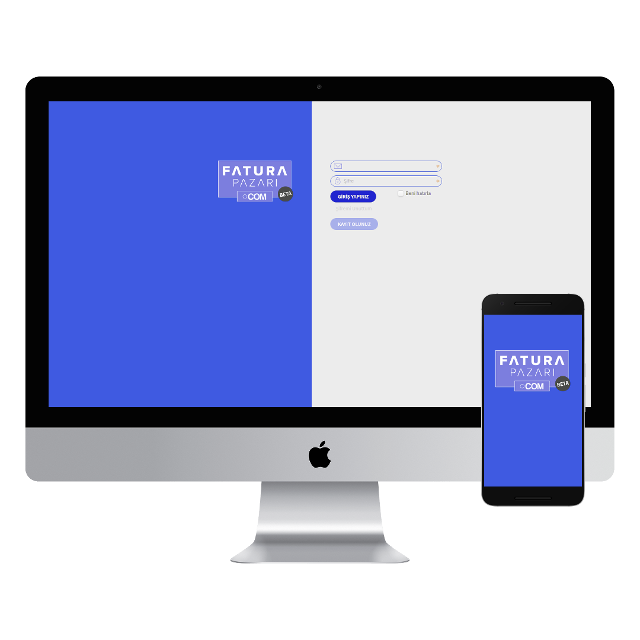 FATURA
PAZARI
.COM
BETA
Şifre
GİRİŞ YAPINIZ
Beni hatırla
KAYIT OLUNUZ
FATURA
PAZARI
.COM
BETA